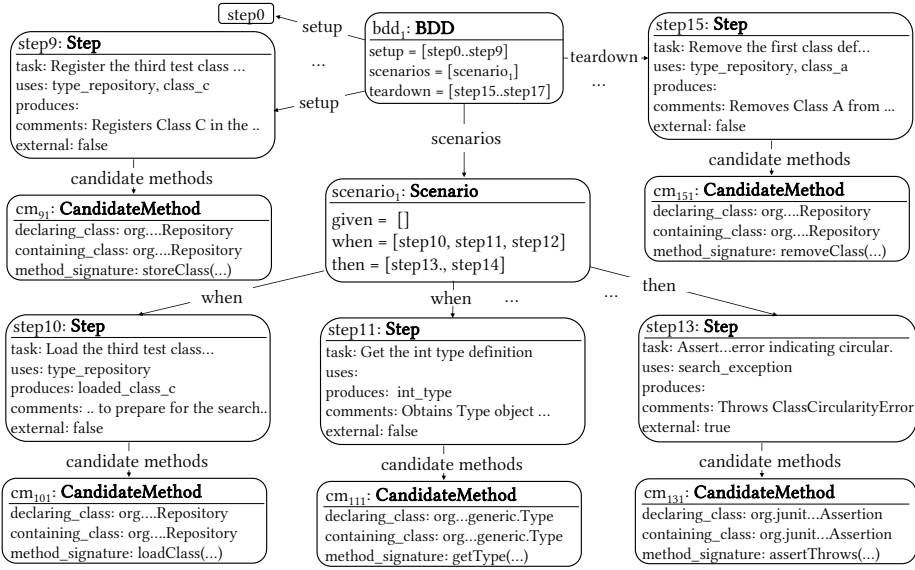 step0
setup
bdd₁: BDD
setup = [step0..step9]
scenarios = [scenario₁]
teardown = [step15..step17]
step9: Step
task: Register the third test class ...
uses: type_repository, class_c
produces:
comments: Registers Class C in the ..
external: false
...
setup
teardown
...
step15: Step
task: Remove the first class def...
uses: type_repository, class_a
produces:
comments: Removes Class A from ...
external: false
scenarios
candidate methods
cm₉₁: CandidateMethod
declaring_class: org....Repository
containing_class: org....Repository
method_signature: storeClass(...)
scenario₁: Scenario
given = []
when = [step10, step11, step12]
then = [step13., step14]
candidate methods
cm₁₅₁: CandidateMethod
declaring_class: org....Repository
containing_class: org....Repository
method_signature: removeClass(...)
when
when
...
...
then
step10: Step
task: Load the third test class...
uses: type_repository
produces: loaded_class_c
comments: .. to prepare for the search..
external: false
step11: Step
task: Get the int type definition
uses:
produces: int_type
comments: Obtains Type object ...
external: false
step13: Step
task: Assert...error indicating circular.
uses: search_exception
produces:
comments: Throws ClassCircularityError
external: true
candidate methods
candidate methods
candidate methods
cm₁₀₁: CandidateMethod
declaring_class: org....Repository
containing_class: org....Repository
method_signature: loadClass(...)
cm₁₁₁: CandidateMethod
declaring_class: org...generic.Type
containing_class: org...generic.Type
method_signature: getType(...)
cm₁₃₁: CandidateMethod
declaring_class: org.junit...Assertion
containing_class: org.junit...Assertion
method_signature: assertThrows(...)